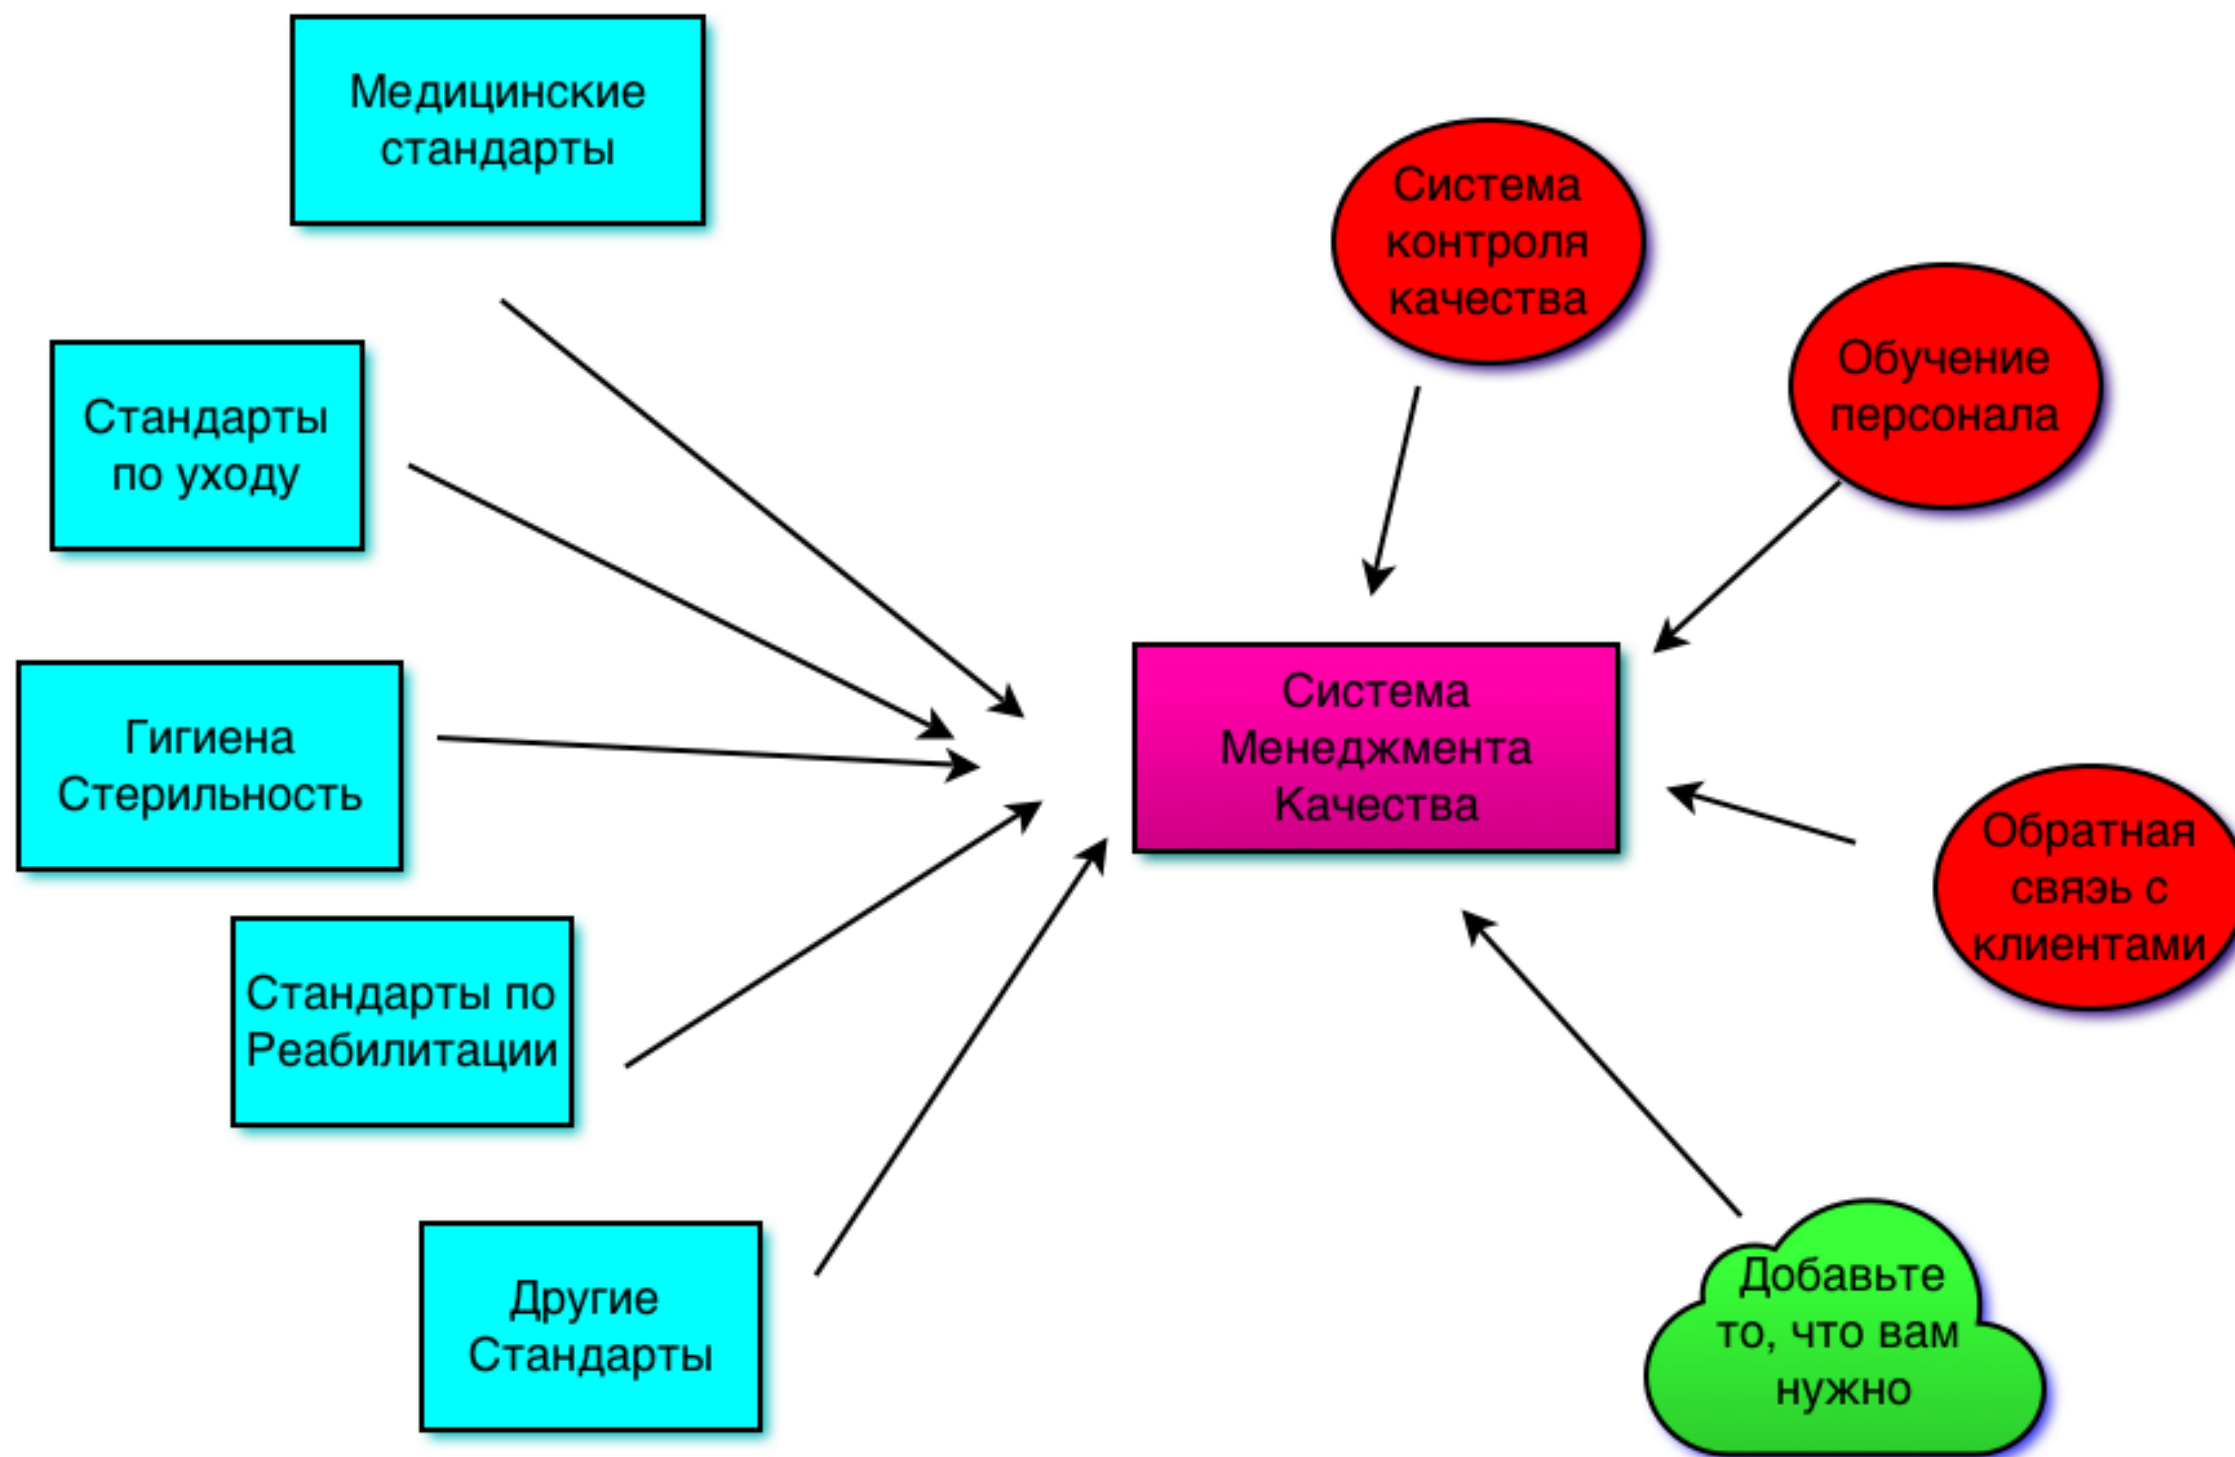 Медицинские
стандарты
Стандарты
по уходу
Гигиена
Стерильность
Стандарты по
Реабилитации
Другие
Стандарты
Система
Менеджмента
Качества
Система
контроля
качества
Обучение
персонала
Обратная
свяэь с
клиентами
Добавьте
то, что вам
нужно